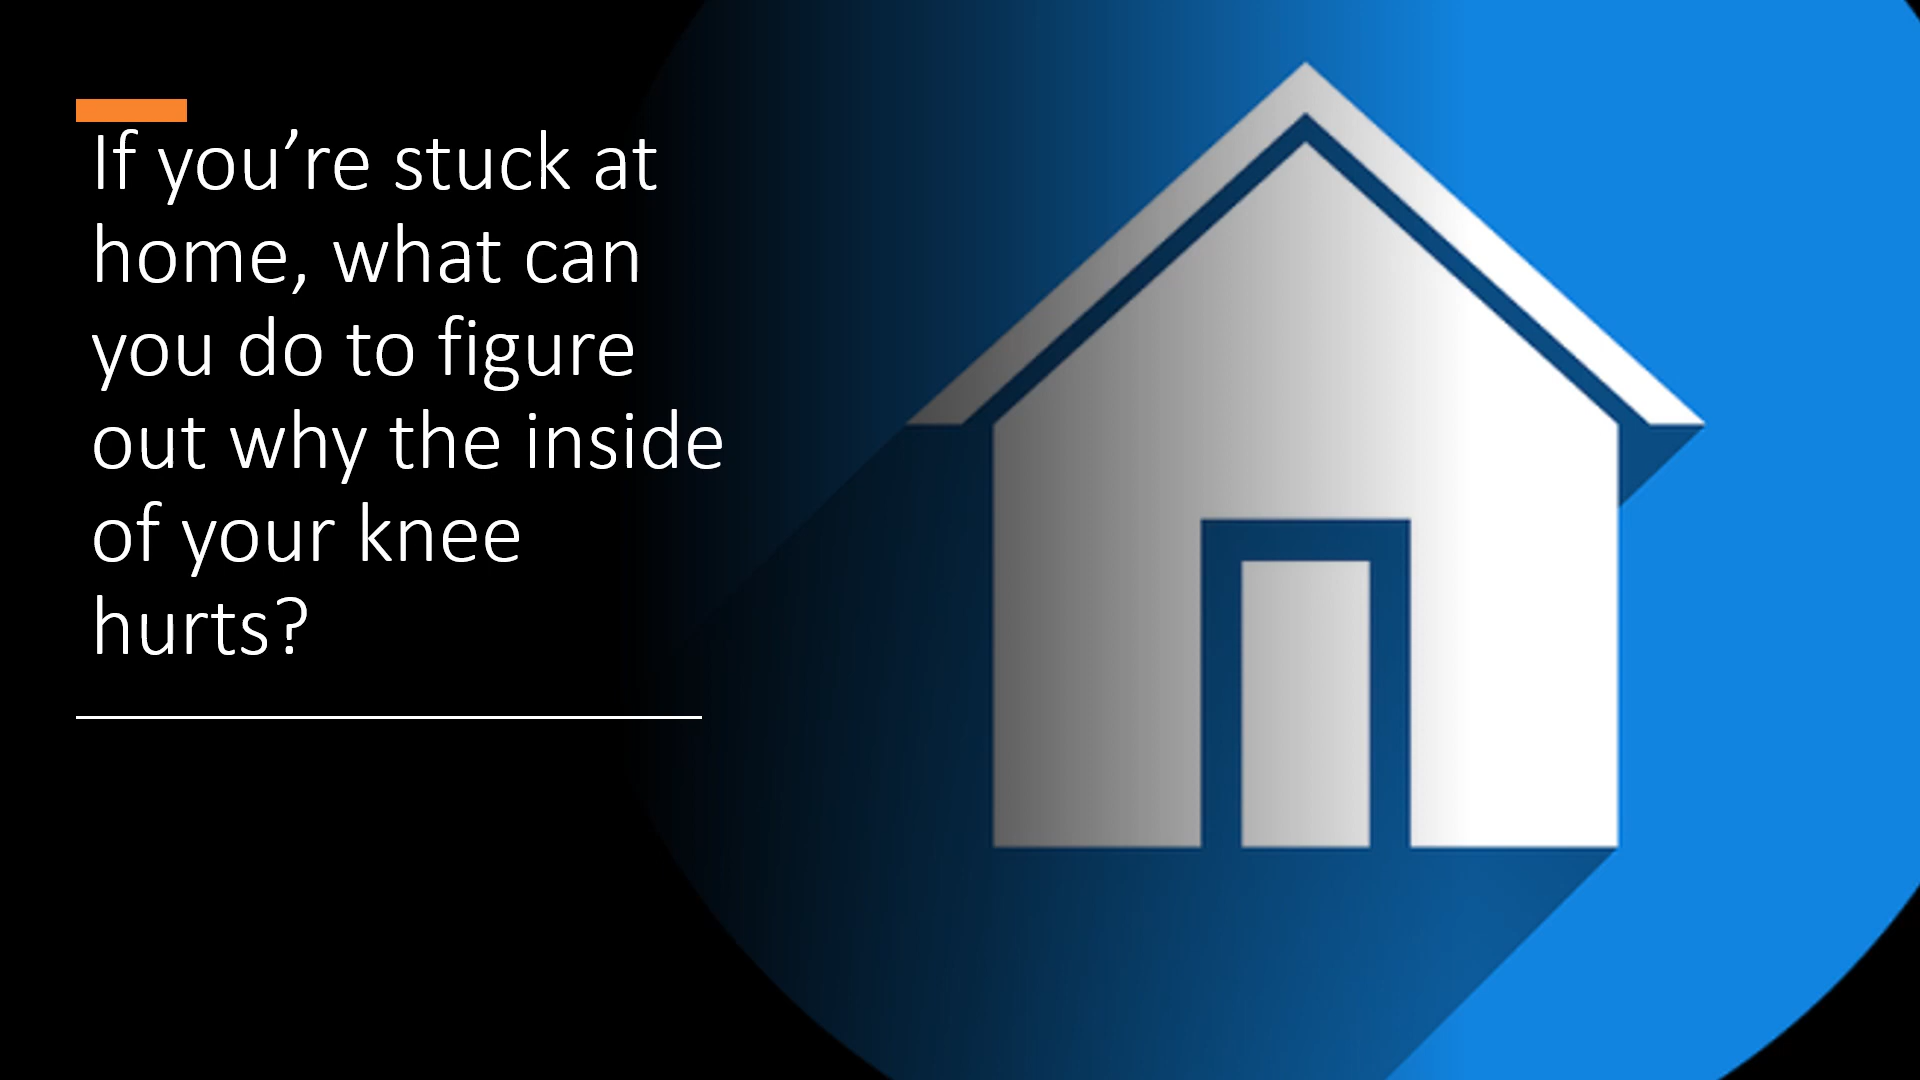 If you’re stuck at
home, what can
you do to figure
out why the inside
of your knee
hurts?